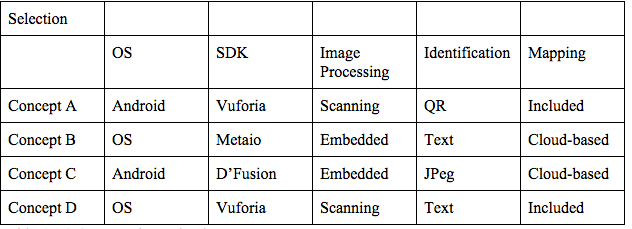 Selection
OS SDK Image Processing Identification Mapping
Concept A Android Vuforia Scanning QR Included
Concept B OS Metaio Embedded Text Cloud-based
Concept C Android D’Fusion Embedded JPeg Cloud-based
Concept D OS Vuforia Scanning Text Included